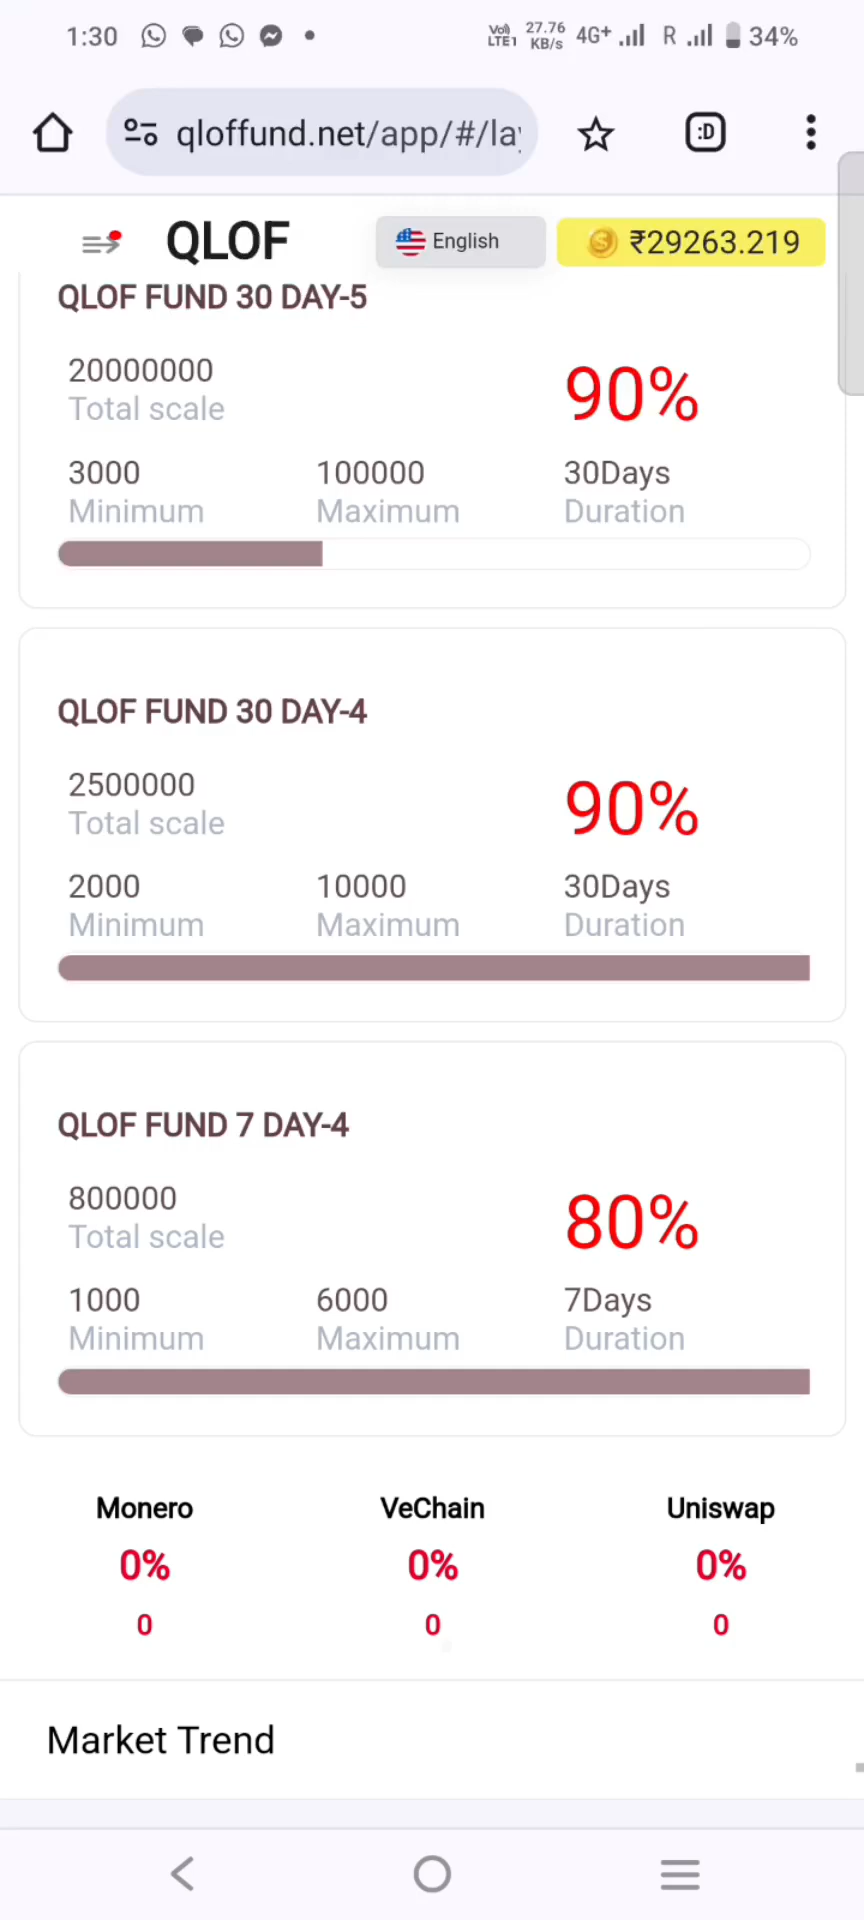 1:30 Vo) LTE1 27.76 KB/s 4G+ R 34%
qloffund.net/app/#/la
:D
QLOF English ₹29263.219
QLOF FUND 30 DAY-5
20000000
Total scale
90%
3000 100000 30Days
Minimum Maximum Duration
QLOF FUND 30 DAY-4
2500000
Total scale
90%
2000 10000 30Days
Minimum Maximum Duration
QLOF FUND 7 DAY-4
800000
Total scale
80%
1000 6000 7Days
Minimum Maximum Duration
Monero VeChain Uniswap
0% 0% 0%
0 0 0
Market Trend